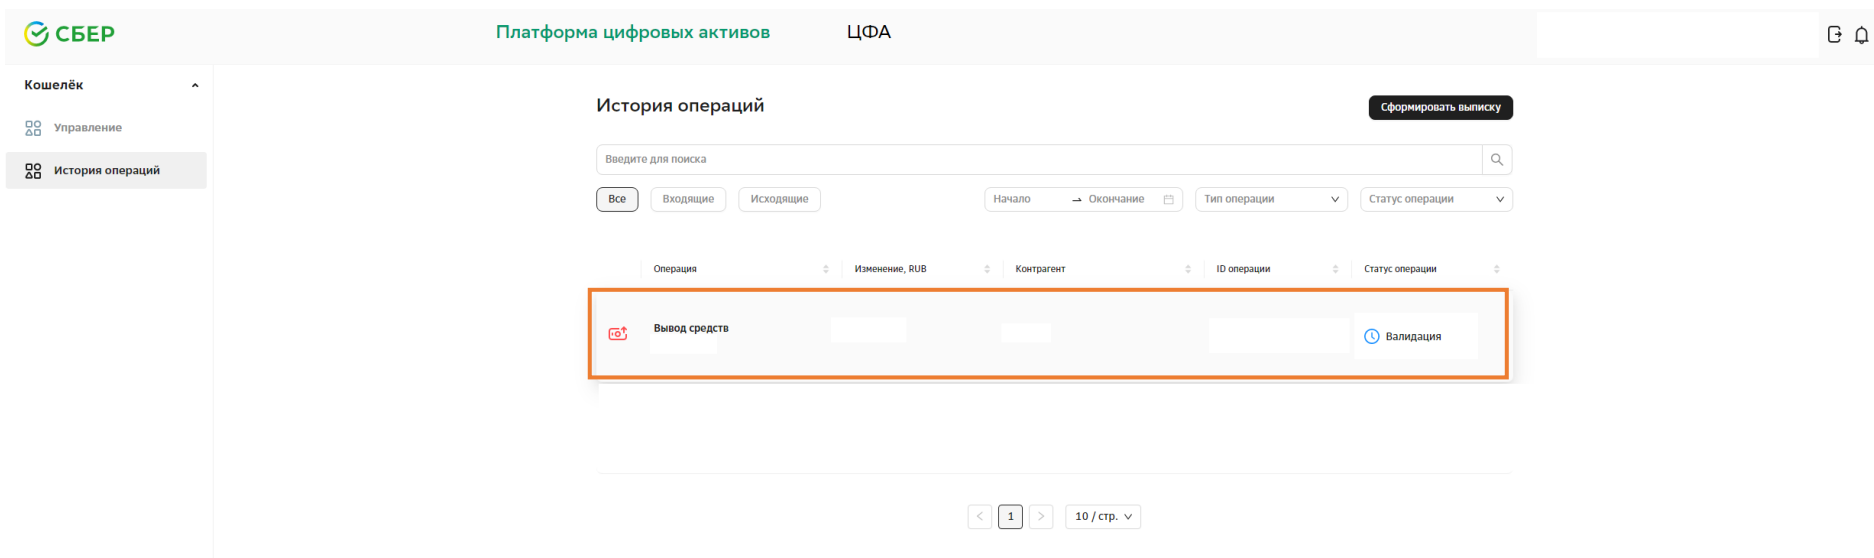 СБЕР
Платформа цифровых активов ЦФА
Кошелёк
Управление
История операций
История операций
Сформировать выписку
Введите для поиска
Все Входящие Исходящие Начало → Окончание Тип операции Статус операции
Операция Изменение, RUB Контрагент ID операции Статус операции
Вывод средств Валидация
< 1 > 10 / стр.